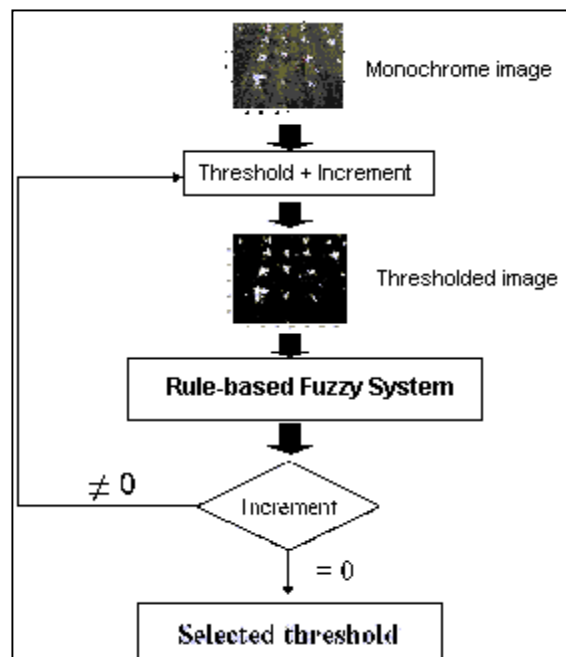 Monochrome image
Threshold + Increment
Thresholded image
Rule-based Fuzzy System
≠ 0
Increment
= 0
Selected threshold